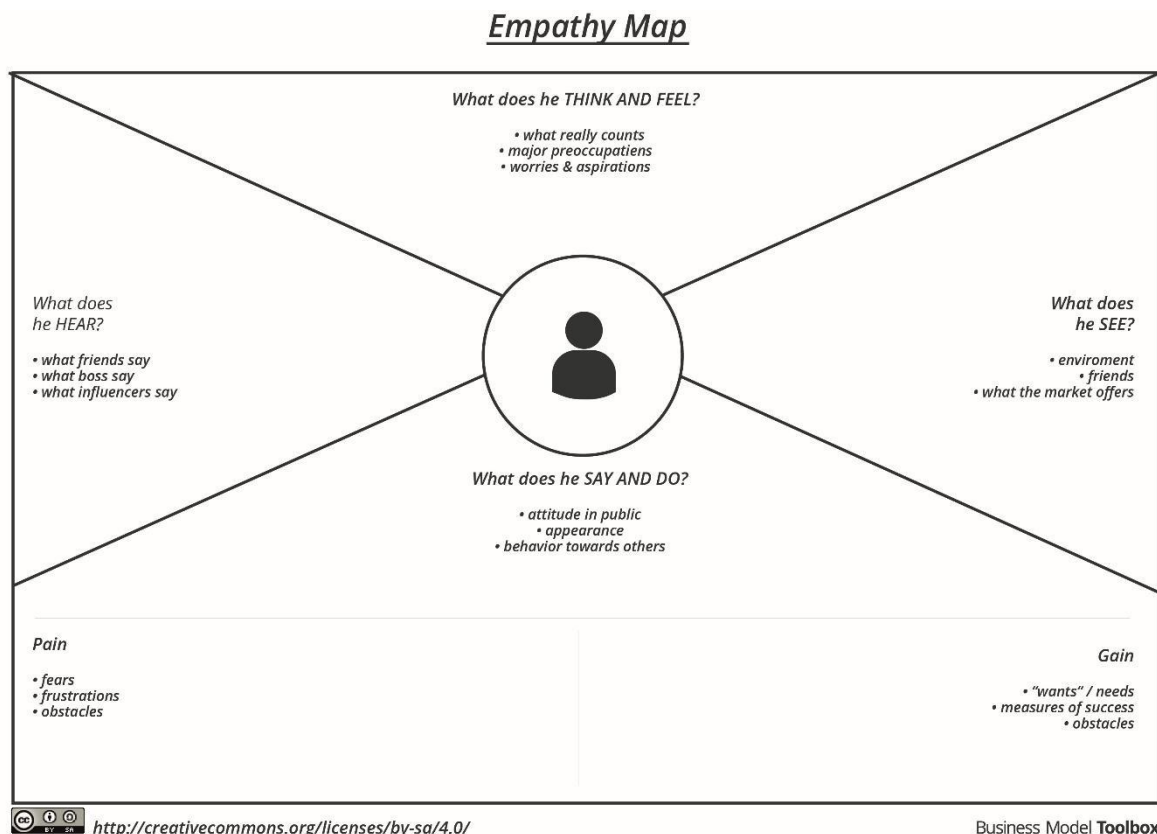 Empathy Map
What does he THINK AND FEEL?
• what really counts
• major preoccupatiens
• worries & aspirations
What does
he HEAR?
• what friends say
• what boss say
• what influencers say
What does
he SEE?
• enviroment
• friends
• what the market offers
What does he SAY AND DO?
• attitude in public
• appearance
• behavior towards others
Pain
• fears
• frustrations
• obstacles
Gain
• "wants" / needs
• measures of success
• obstacles
cc BY SA
http://creativecommons.org/licenses/by-sa/4.0/
Business Model Toolbox